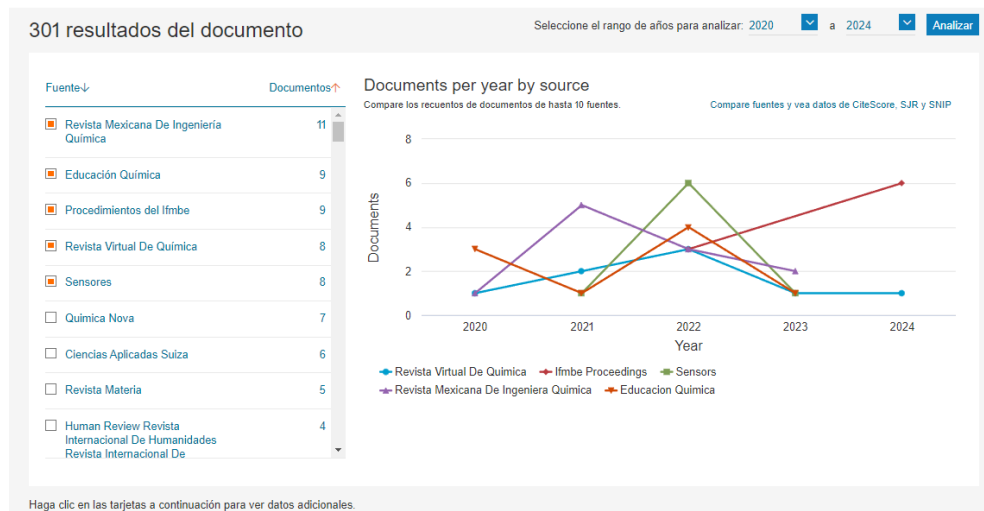 301 resultados del documento
Seleccione el rango de años para analizar: 2020 a 2024 Analizar
Fuente↓ Documentos↑
Revista Mexicana De Ingeniería 11
Química
Educación Química 9
Procedimientos del Ifmbe 9
Revista Virtual De Química 8
Sensores 8
Quimica Nova 7
Ciencias Aplicadas Suiza 6
Revista Materia 5
Human Review Revista 4
Internacional De Humanidades
Revista Internacional De
Documents per year by source
Compare los recuentos de documentos de hasta 10 fuentes.
Compare fuentes y vea datos de CiteScore, SJR y SNIP
8
6
4
2
0
Documents
2020 2021 2022 2023 2024
Year
Revista Virtual De Quimica Ifmbe Proceedings Sensors
Revista Mexicana De Ingeniera Quimica Educacion Quimica
Haga clic en las tarjetas a continuación para ver datos adicionales.